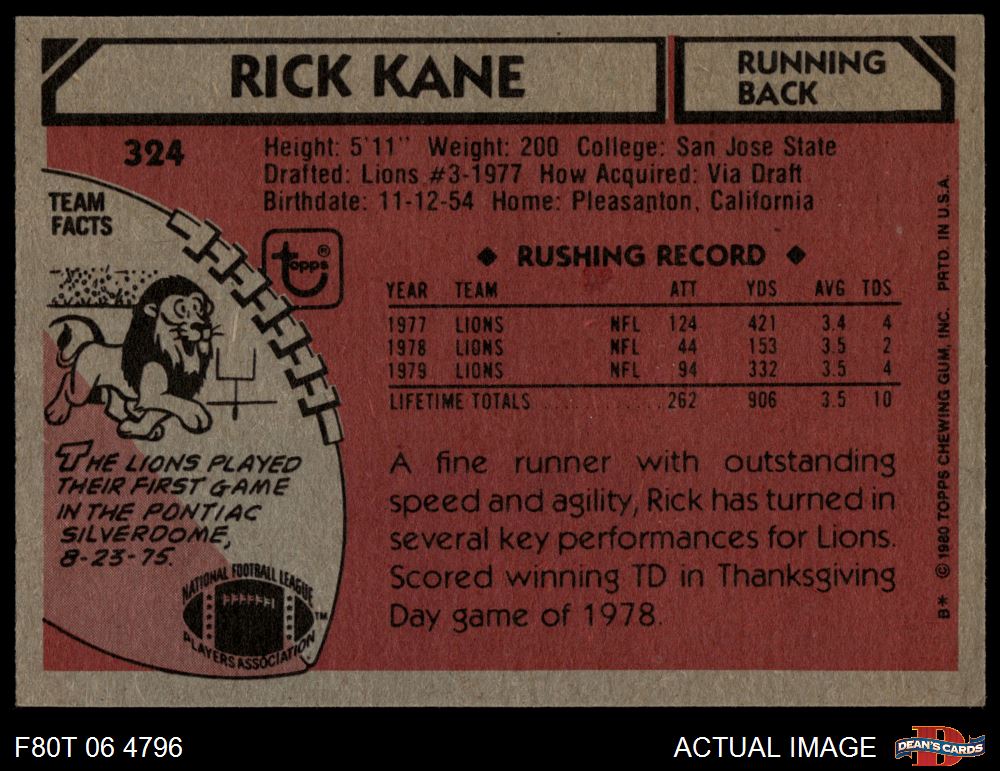 RICK KANE
RUNNING
BACK
324
Height: 5'11" Weight: 200 College: San Jose State
Drafted: Lions #3-1977 How Acquired: Via Draft
Birthdate: 11-12-54 Home: Pleasanton, California
TEAM
FACTS
topps®
◆ RUSHING RECORD ◆
YEAR TEAM ATT YDS AVG TDS
1977 LIONS NFL 124 421 3.4 4
1978 LIONS NFL 44 153 3.5 2
1979 LIONS NFL 94 332 3.5 4
LIFETIME TOTALS ............. 262 906 3.5 10
THE LIONS PLAYED
THEIR FIRST GAME
IN THE PONTIAC
SILVERDOME,
8-23-75.
NATIONAL FOOTBALL LEAGUE
PLAYERS ASSOCIATION ™
A fine runner with outstanding
speed and agility, Rick has turned in
several key performances for Lions.
Scored winning TD in Thanksgiving
Day game of 1978.
B* © 1980 TOPPS CHEWING GUM, INC. PRTD. IN U.S.A.
F80T 06 4796
ACTUAL IMAGE
D
DEAN'S CARDS